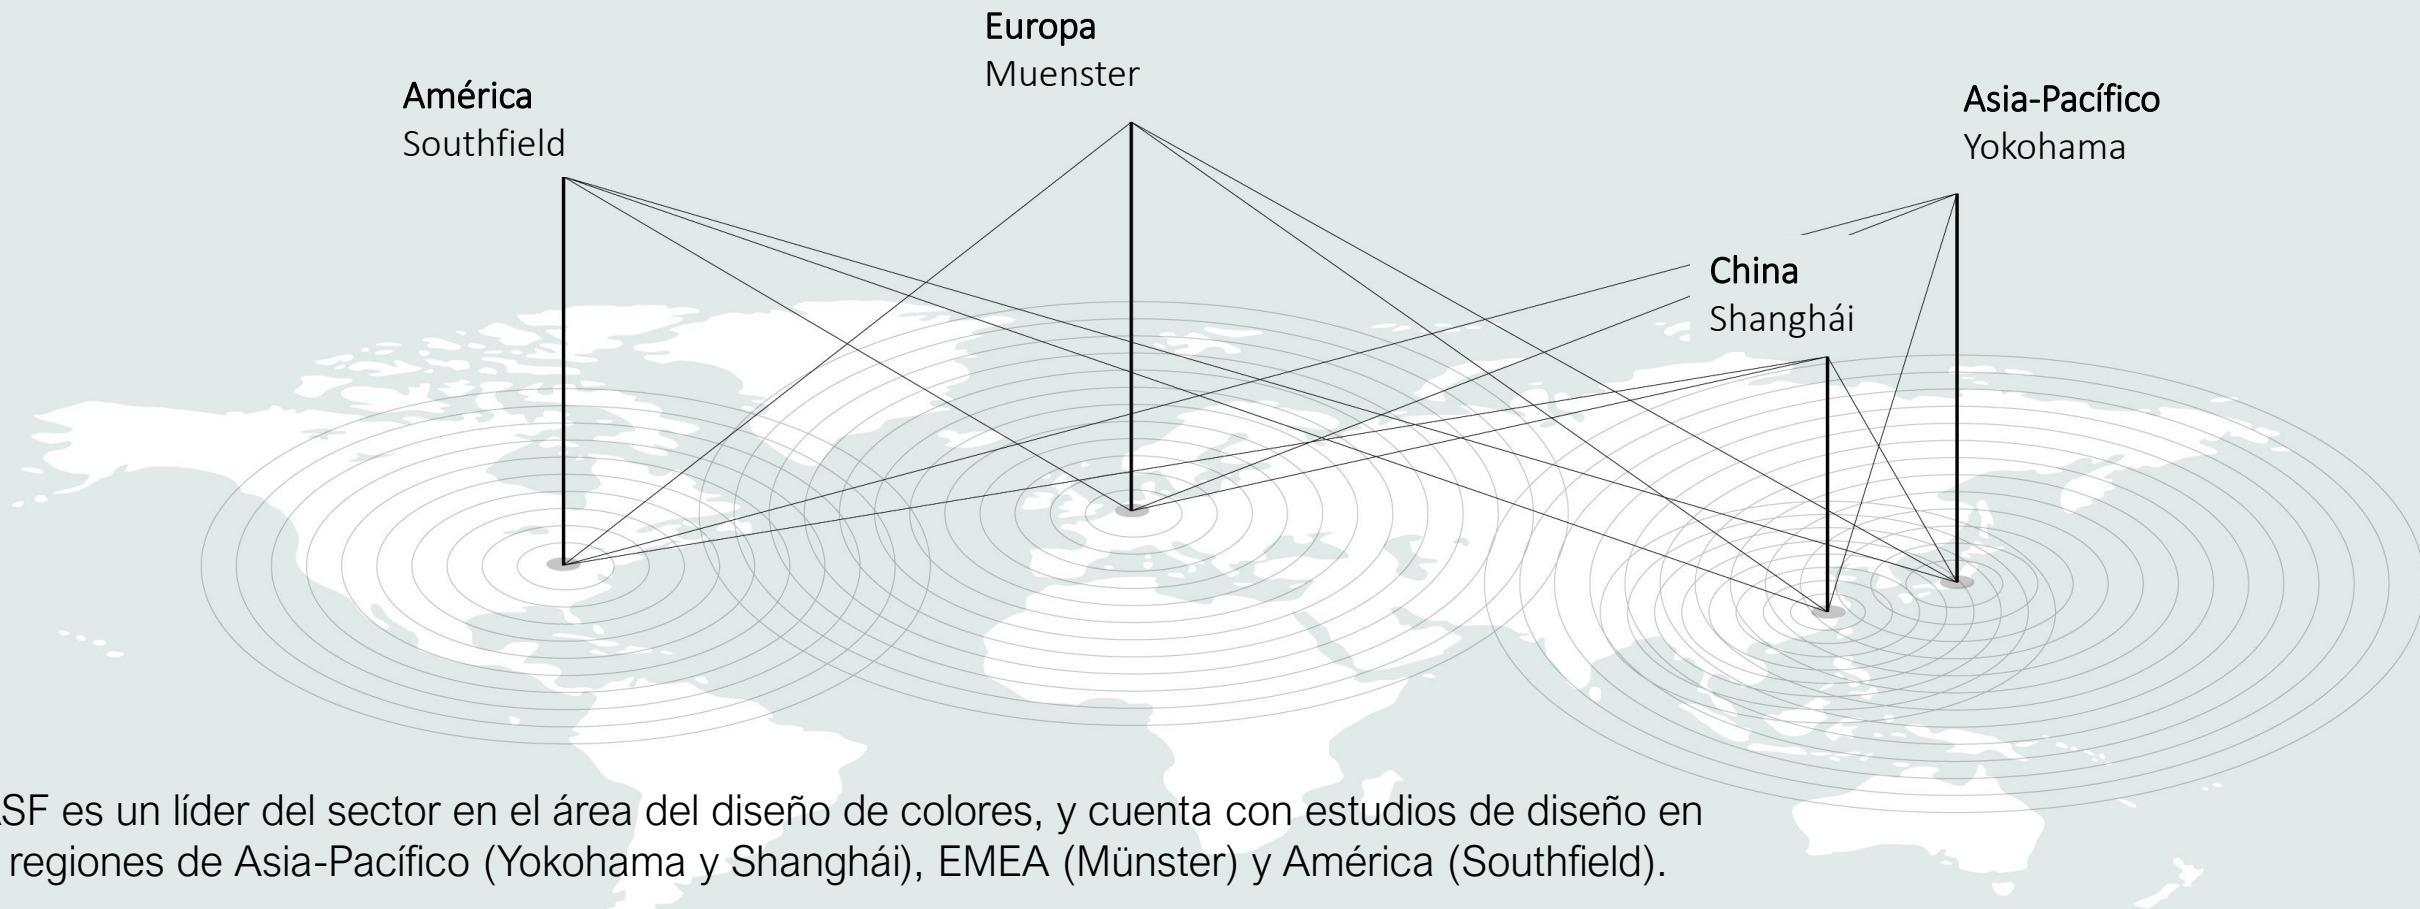 Europa
Muenster
América
Southfield
Asia-Pacífico
Yokohama
China
Shanghái
SF es un líder del sector en el área del diseño de colores, y cuenta con estudios de diseño en
regiones de Asia-Pacífico (Yokohama y Shanghái), EMEA (Münster) y América (Southfield).